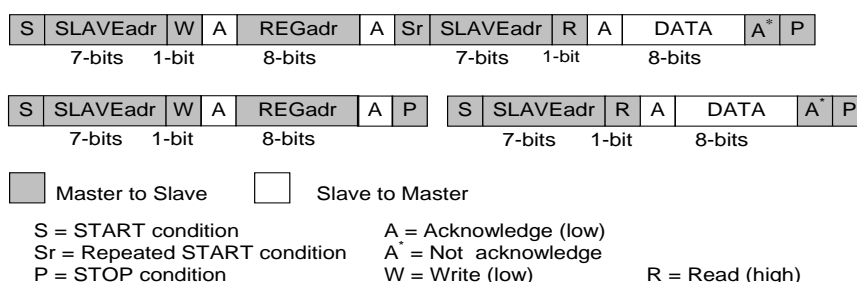 S SLAVEadr W A REGadr A Sr SLAVEadr R A DATA A* P
7-bits 1-bit 8-bits 7-bits 1-bit 8-bits
S SLAVEadr W A REGadr A P S SLAVEadr R A DATA A* P
7-bits 1-bit 8-bits 7-bits 1-bit 8-bits
Master to Slave Slave to Master
S = START condition A = Acknowledge (low)
Sr = Repeated START condition A* = Not acknowledge
P = STOP condition W = Write (low) R = Read (high)